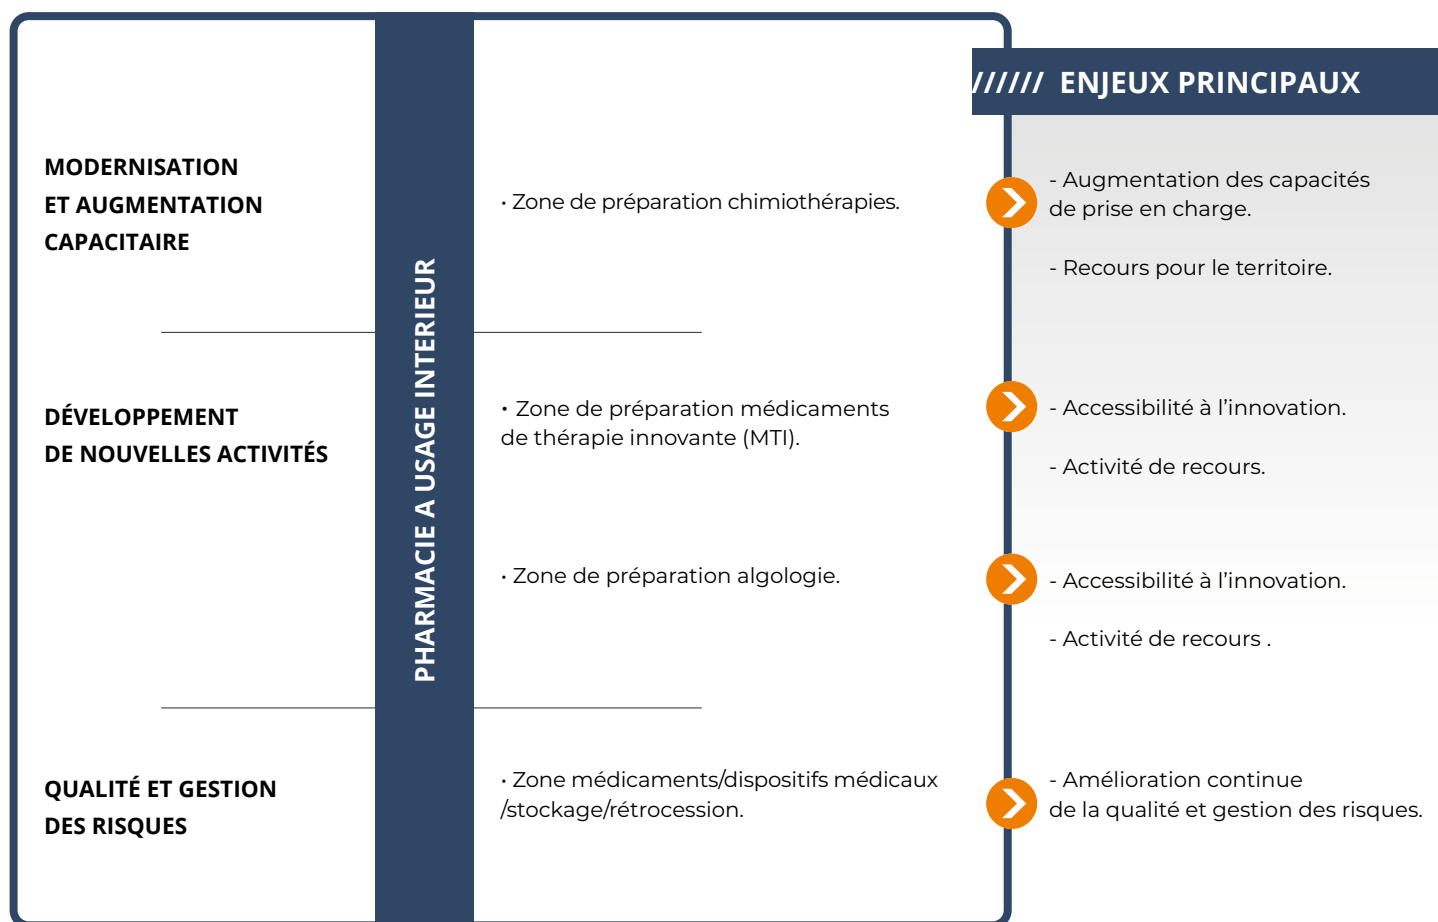 ////// ENJEUX PRINCIPAUX
PHARMACIE A USAGE INTERIEUR
MODERNISATION
ET AUGMENTATION
CAPACITAIRE
· Zone de préparation chimiothérapies.
- Augmentation des capacités
de prise en charge.
- Recours pour le territoire.
DÉVELOPPEMENT
DE NOUVELLES ACTIVITÉS
· Zone de préparation médicaments
de thérapie innovante (MTI).
- Accessibilité à l’innovation.
- Activité de recours.
· Zone de préparation algologie.
- Accessibilité à l’innovation.
- Activité de recours .
QUALITÉ ET GESTION
DES RISQUES
· Zone médicaments/dispositifs médicaux
/stockage/rétrocession.
- Amélioration continue
de la qualité et gestion des risques.